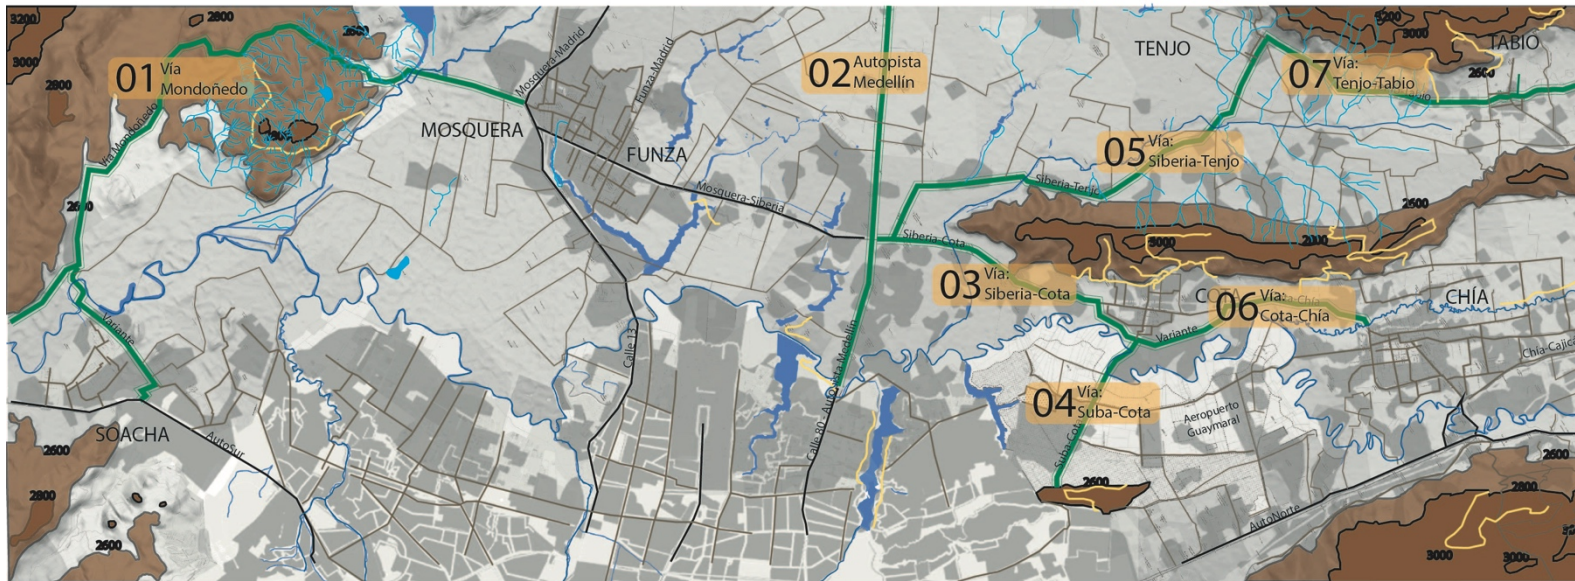 3200
2800
2600
3000
2800
01
Vía
Mondoñedo
Vía Mondoñedo
2600
Variante
SOACHA
AutoSur
2600
2800
2600
Mosquera-Madrid
MOSQUERA
Funza-Madrid
FUNZA
Mosquera-Siberia
Calle 13
02
Autopista
Medellín
Calle 80 - Autopista Medellín
Siberia-Cota
03
Vía:
Siberia-Cota
04
Vía:
Suba-Cota
Suba-Cota
2600
TENJO
05
Vía:
Siberia-Tenjo
Siberia-Tenjo
3200
3000
TABIO
2600
07
Vía:
Tenjo-Tabio
2600
3000
COTA
06
Vía:
Cota-Chía
Variante
CHÍA
Chía-Cajica
Aeropuerto
Guaymaral
AutoNorte
2600
2800
3000
3000